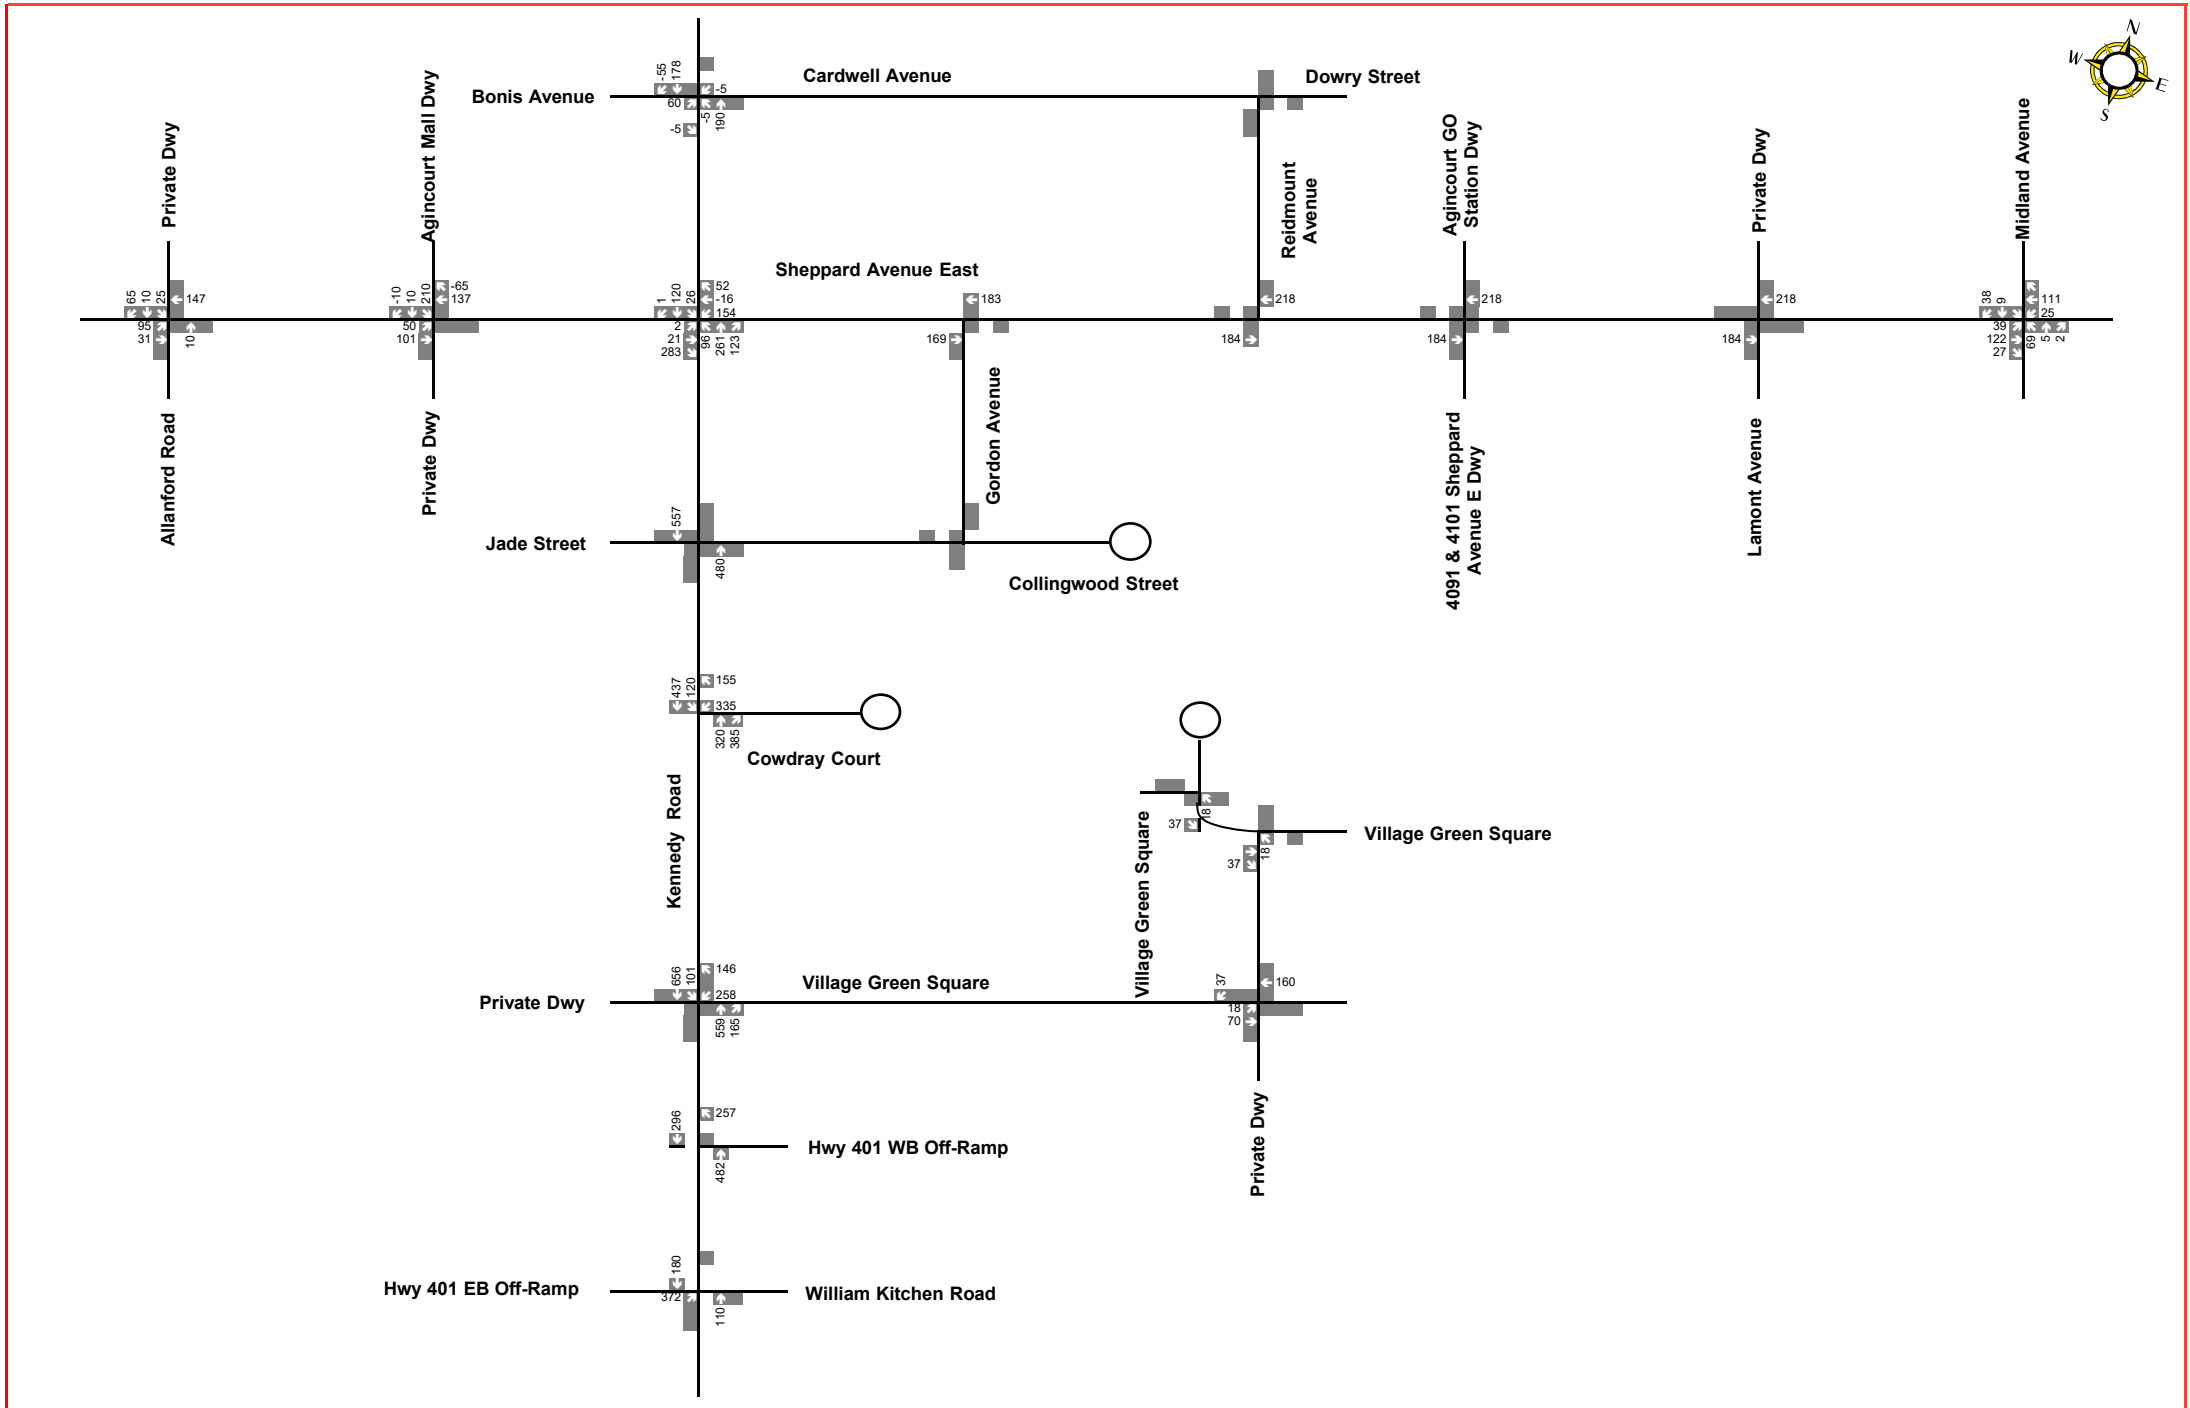 N
W
E
S
-55
178
Cardwell Avenue
Dowry Street
Bonis Avenue
-5
60
-5
190
-5
Private Dwy
Agincourt Mall Dwy
Reidmount
Avenue
Agincourt GO
Station Dwy
Private Dwy
Midland Avenue
Sheppard Avenue East
65
10
25
147
95
31
10
-10
10
210
-65
137
50
101
1
120
26
52
-16
154
2
21
283
96
261
123
183
169
218
184
218
184
218
184
38
9
111
25
39
122
27
69
5
2
Allanford Road
Private Dwy
Gordon Avenue
4091 & 4101 Sheppard
Avenue E Dwy
Lamont Avenue
557
Jade Street
480
Collingwood Street
437
120
155
335
320
385
Cowdray Court
Kennedy Road
18
37
Village Green Square
Village Green Square
18
37
656
101
146
Village Green Square
258
Private Dwy
559
165
37
160
18
70
Private Dwy
296
257
Hwy 401 WB Off-Ramp
482
180
Hwy 401 EB Off-Ramp
372
William Kitchen Road
110